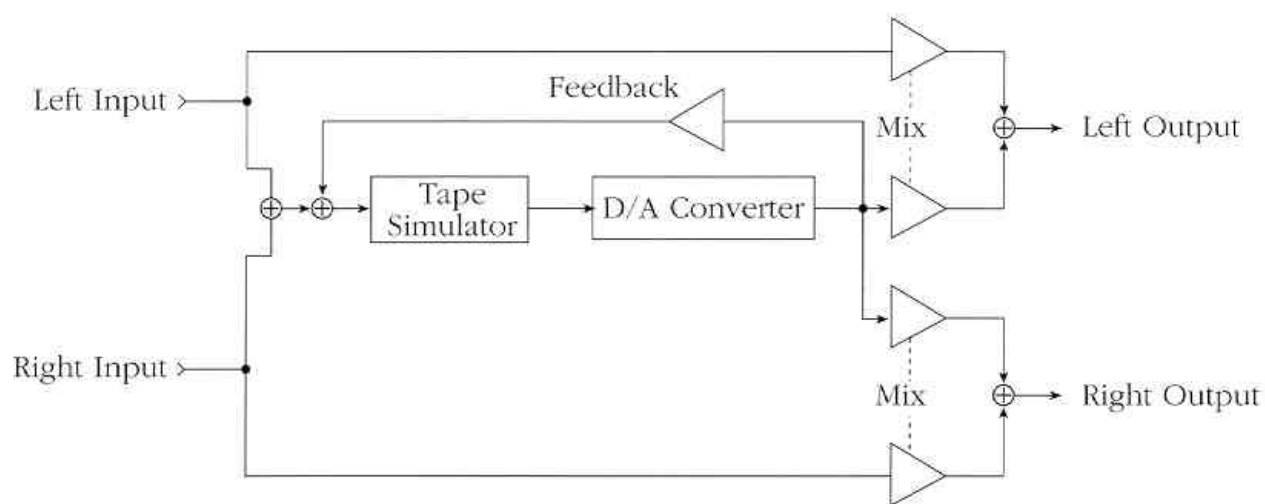 Left Input
Feedback
Mix
Left Output
Tape
Simulator
D/A Converter
Right Input
Mix
Right Output